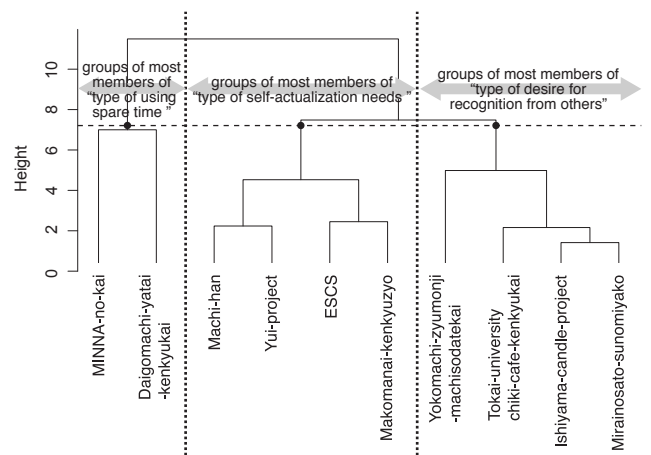 groups of most
members of
“type of using
spare time ”
groups of most members of
“type of self-actualization needs ”
groups of most members of
“type of desire for
recognition from others”
Height
10
8
6
4
2
0
MINNA-no-kai
Daigomachi-yatai
-kenkyukai
Machi-han
Yui-project
ESCS
Makomanai-kenkyuzyo
Yokomachi-zyumonji
-machisodatekai
Tokai-university
chiki-cafe-kenkyukai
Ishiyama-candle-project
Mirainosato-sunomiyako